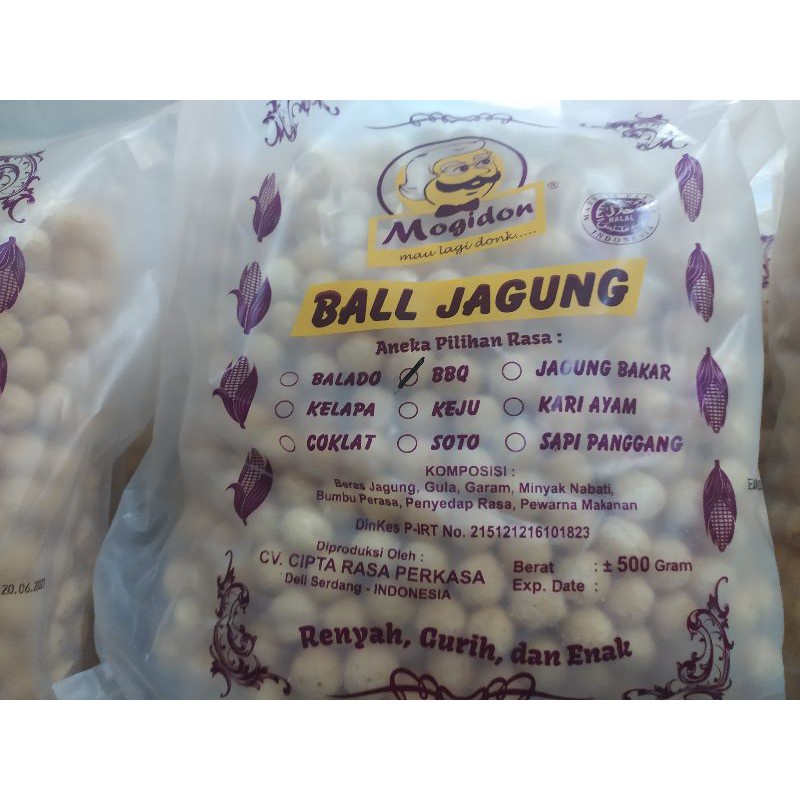 Mogidon
®
mau lagi donk.....
HALAL
INDONESIA
BALL JAGUNG
Aneka Pilihan Rasa :
BALADO BBQ JAGUNG BAKAR
KELAPA KEJU KARI AYAM
COKLAT SOTO SAPI PANGGANG
KOMPOSISI :
Beras Jagung, Gula, Garam, Minyak Nabati,
Bumbu Perasa, Penyedap Rasa, Pewarna Makanan
DinKes P-IRT No. 215121216101823
Diproduksi Oleh :
CV. CIPTA RASA PERKASA
Deli Serdang - INDONESIA
Berat : ± 500 Gram
Exp. Date :
Renyah, Gurih, dan Enak